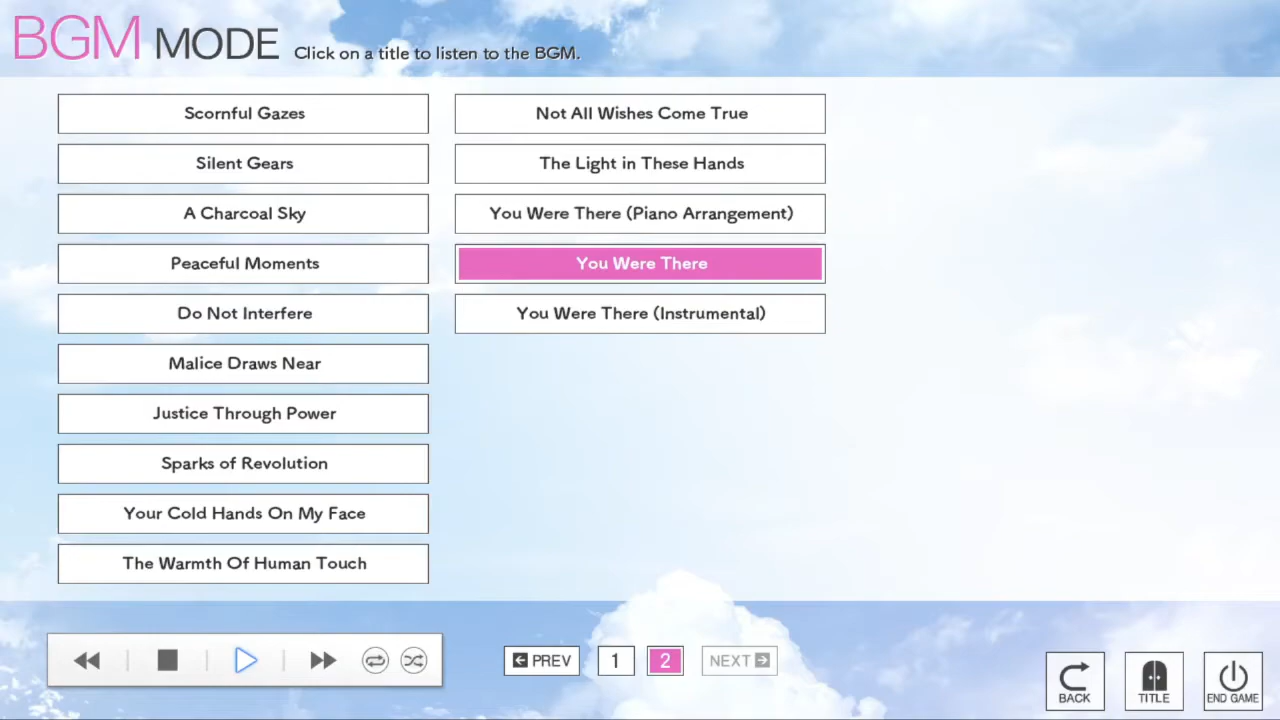 BGM MODE Click on a title to listen to the BGM.
Scornful Gazes
Silent Gears
A Charcoal Sky
Peaceful Moments
Do Not Interfere
Malice Draws Near
Justice Through Power
Sparks of Revolution
Your Cold Hands On My Face
The Warmth Of Human Touch
Not All Wishes Come True
The Light in These Hands
You Were There (Piano Arrangement)
You Were There
You Were There (Instrumental)
PREV 1 2 NEXT
BACK TITLE END GAME